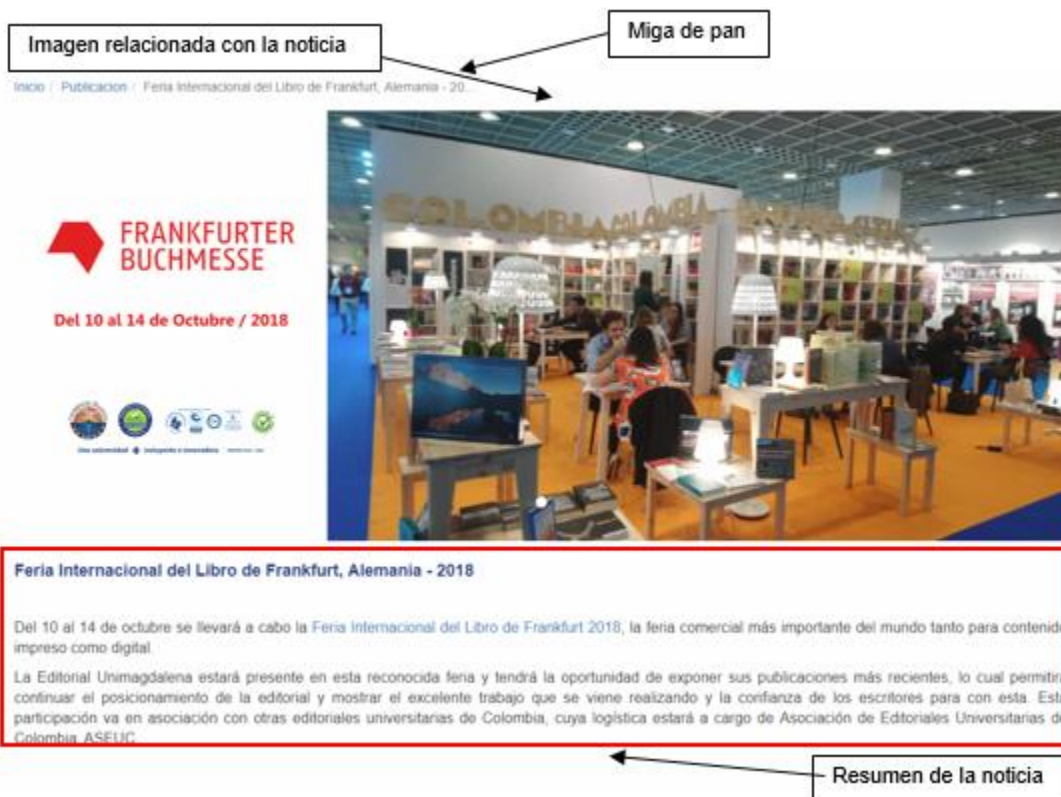 Imagen relacionada con la noticia
Miga de pan
Inicio / Publicacion / Feria Internacional del Libro de Frankfurt, Alemania - 20...
COLOMBIA COLOMBIA
FRANKFURTER
BUCHMESSE
Del 10 al 14 de Octubre / 2018
Una universidad incluyente e innovadora
Feria Internacional del Libro de Frankfurt, Alemania - 2018
Del 10 al 14 de octubre se llevará a cabo la Feria Internacional del Libro de Frankfurt 2018, la feria comercial más importante del mundo tanto para contenido
impreso como digital.
La Editorial Unimagdalena estará presente en esta reconocida feria y tendrá la oportunidad de exponer sus publicaciones más recientes, lo cual permitirá
continuar el posicionamiento de la editorial y mostrar el excelente trabajo que se viene realizando y la confianza de los escritores para con esta. Esta
participación va en asociación con otras editoriales universitarias de Colombia, cuya logística estará a cargo de Asociación de Editoriales Universitarias de
Colombia, ASEUC
Resumen de la noticia